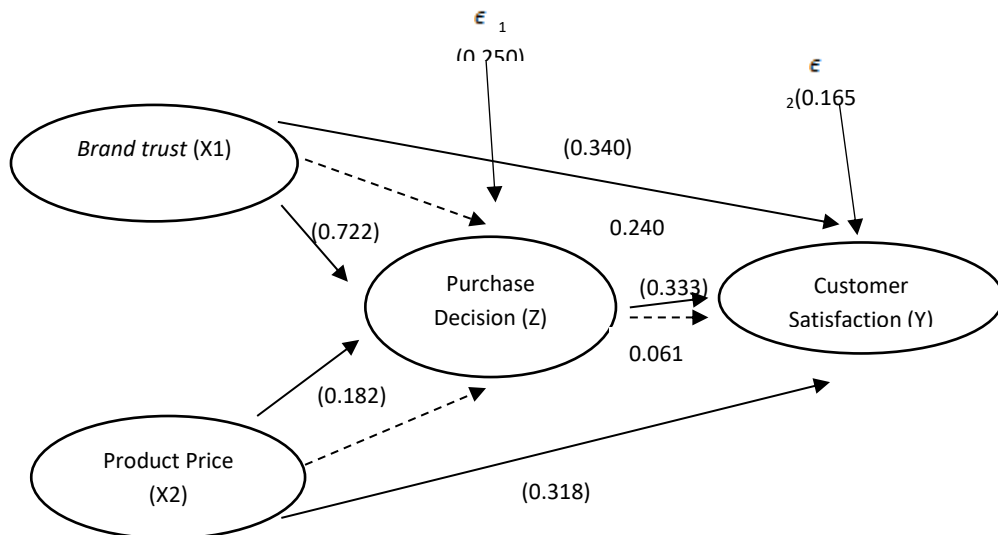 ϵ 1
(0.250)
ϵ
2(0.165
Brand trust (X1)
(0.340)
(0.722)
0.240
Purchase
Decision (Z)
(0.333)
Customer
Satisfaction (Y)
0.061
(0.182)
Product Price
(X2)
(0.318)